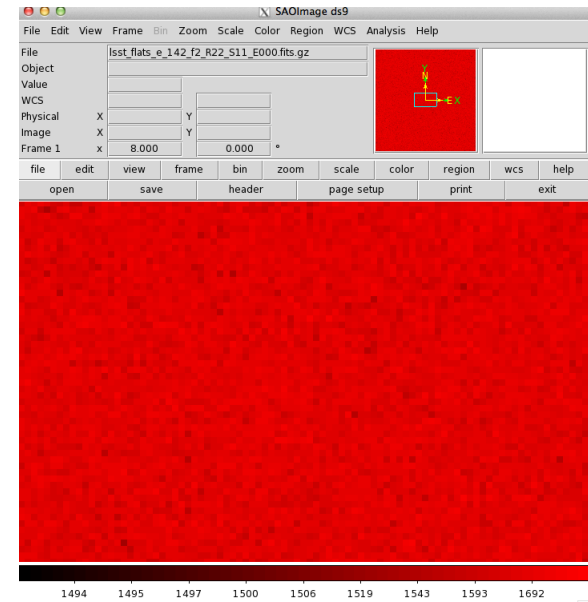 SAOImage ds9
File Edit View Frame Bin Zoom Scale Color Region WCS Analysis Help
File lsst_flats_e_142_f2_R22_S11_E000.fits.gz
Object
Value
WCS
Physical X Y
Image X Y
Frame 1 x 8.000 0.000 °
Y
N
E X
file edit view frame bin zoom scale color region wcs help
open save header page setup print exit
1494 1495 1497 1500 1506 1519 1543 1593 1692